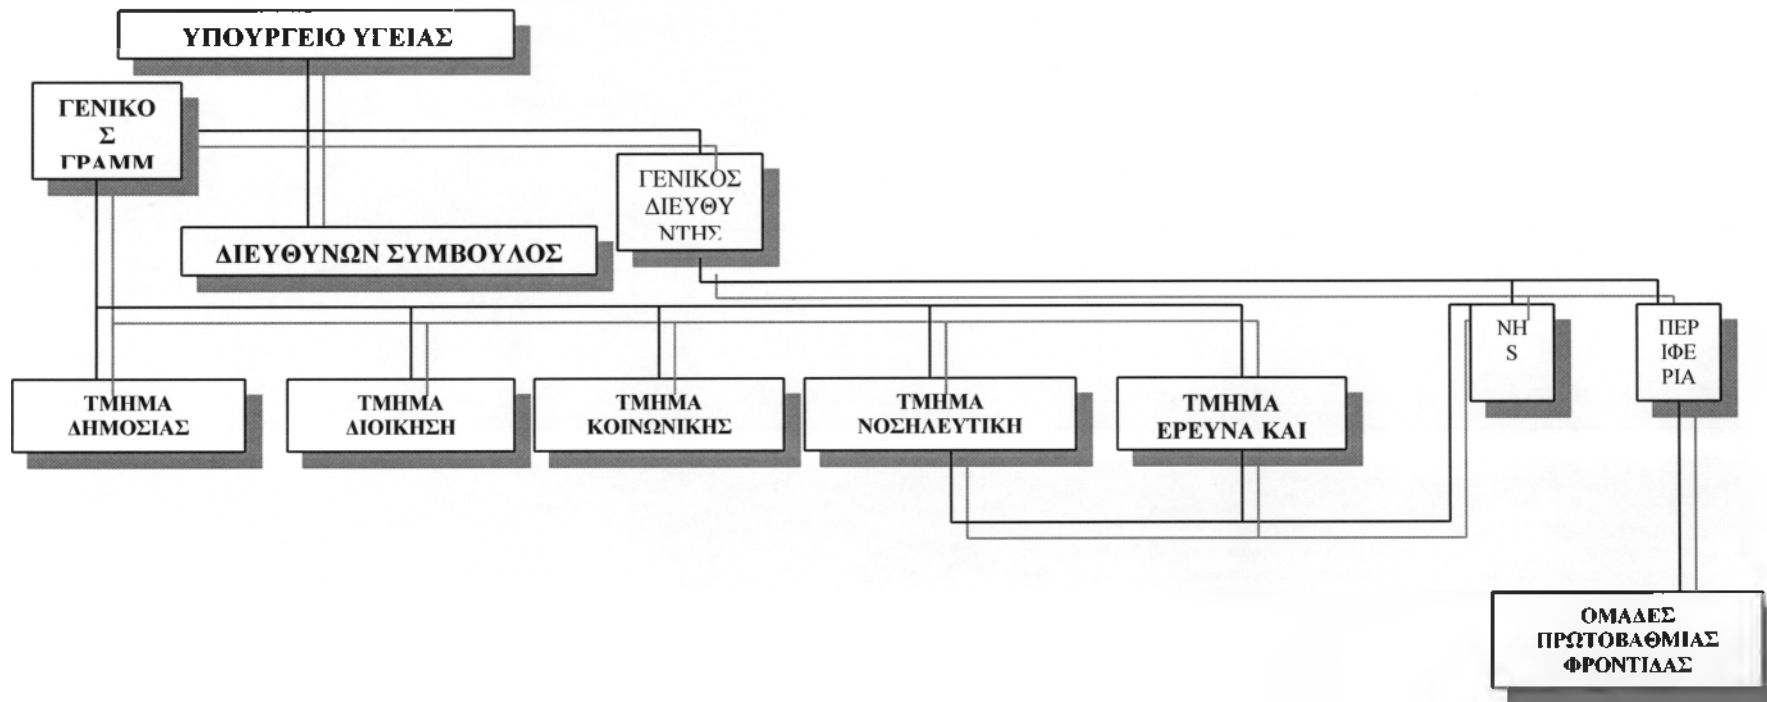 ΥΠΟΥΡΓΕΙΟ ΥΓΕΙΑΣ
ΓΕΝΙΚΟ
Σ
ΓΡΑΜΜ
ΓΕΝΙΚΟΣ
ΔΙΕΥΘΥ
ΝΤΗΣ
ΔΙΕΥΘΥΝΩΝ ΣΥΜΒΟΥΛΟΣ
ΝΗ
S
ΠΕΡ
ΙΦΕ
ΡΙΑ
ΤΜΗΜΑ
ΔΗΜΟΣΙΑΣ
ΤΜΗΜΑ
ΔΙΟΙΚΗΣΗ
ΤΜΗΜΑ
ΚΟΙΝΩΝΙΚΗΣ
ΤΜΗΜΑ
ΝΟΣΗΛΕΥΤΙΚΗ
ΤΜΗΜΑ
ΕΡΕΥΝΑ ΚΑΙ
ΟΜΑΔΕΣ
ΠΡΩΤΟΒΑΘΜΙΑΣ
ΦΡΟΝΤΙΔΑΣ